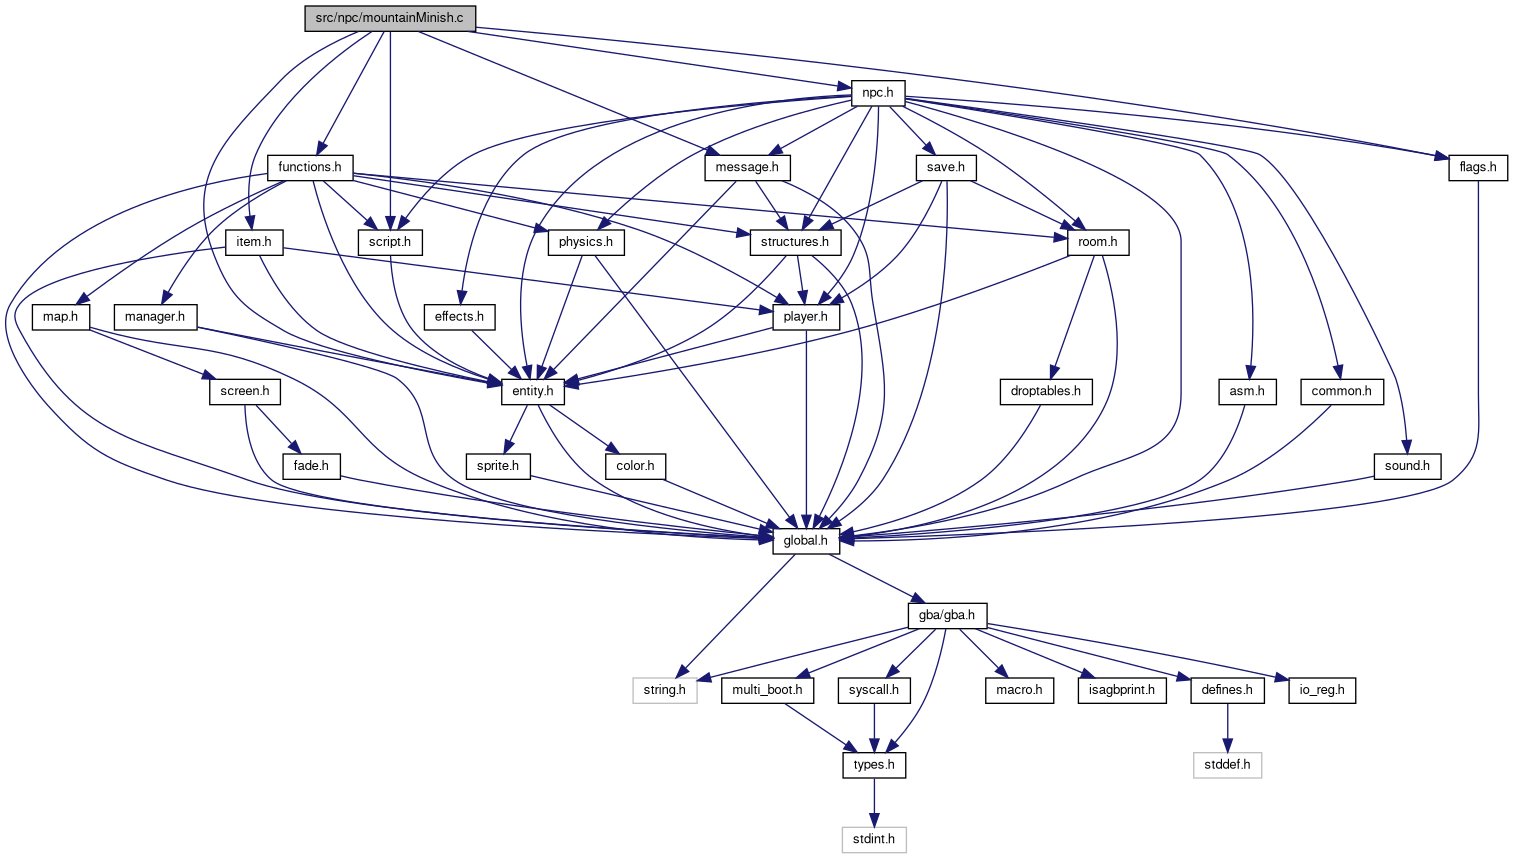 src/npc/mountainMinish.c
npc.h
functions.h
message.h
save.h
flags.h
item.h
script.h
physics.h
structures.h
room.h
map.h
manager.h
effects.h
player.h
screen.h
entity.h
droptables.h
asm.h
common.h
fade.h
sprite.h
color.h
sound.h
global.h
gba/gba.h
string.h
multi_boot.h
syscall.h
macro.h
isagbprint.h
defines.h
io_reg.h
types.h
stddef.h
stdint.h